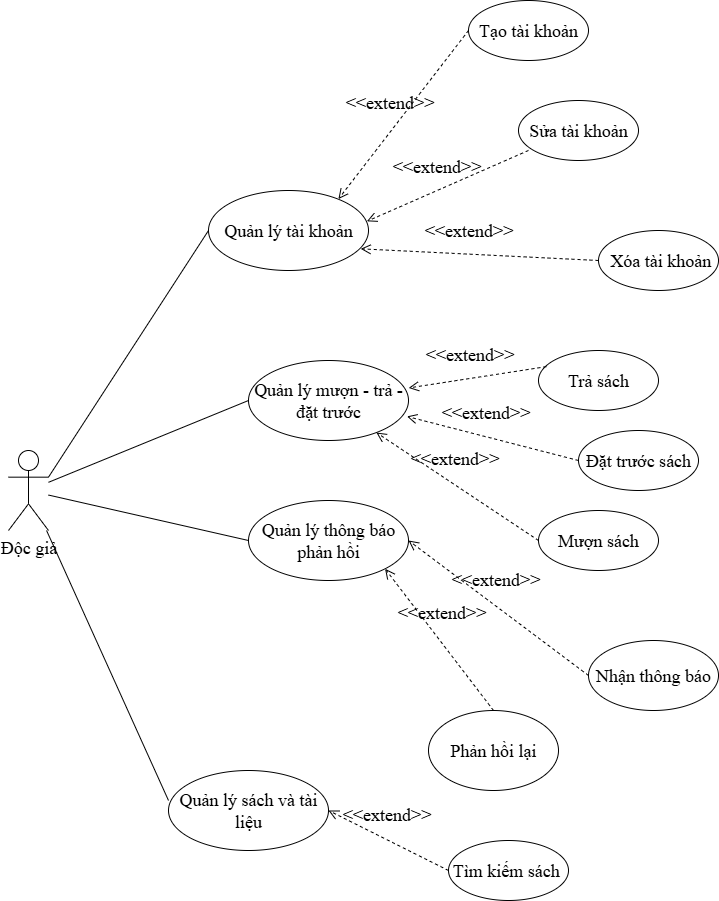 Tạo tài khoản
<<extend>>
Sửa tài khoản
<<extend>>
Quản lý tài khoản
<<extend>>
Xóa tài khoản
<<extend>>
Quản lý mượn - trả -
đặt trước
Trả sách
<<extend>>
Đặt trước sách
<<extend>>
Quản lý thông báo
phản hồi
Mượn sách
Độc giả
<<extend>>
<<extend>>
Nhận thông báo
Phản hồi lại
Quản lý sách và tài
liệu
<<extend>>
Tìm kiếm sách